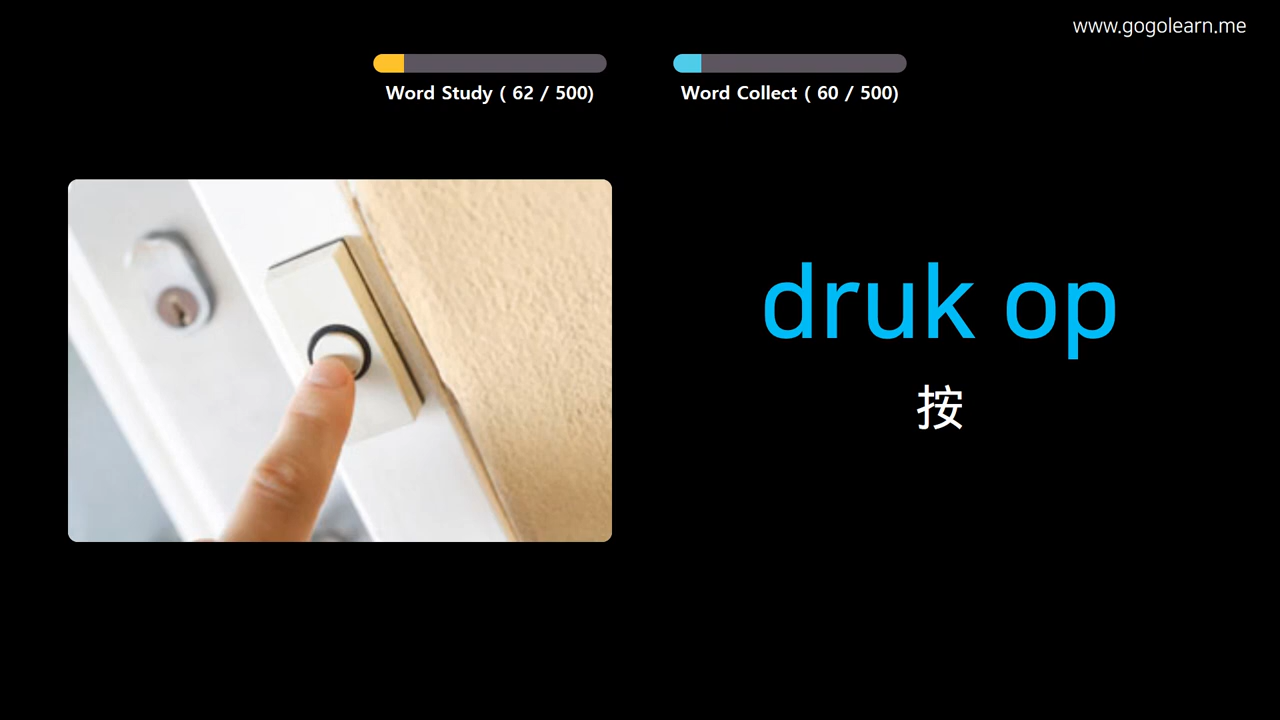 www.gogolearn.me
Word Study ( 62 / 500)
Word Collect ( 60 / 500)
druk op
按